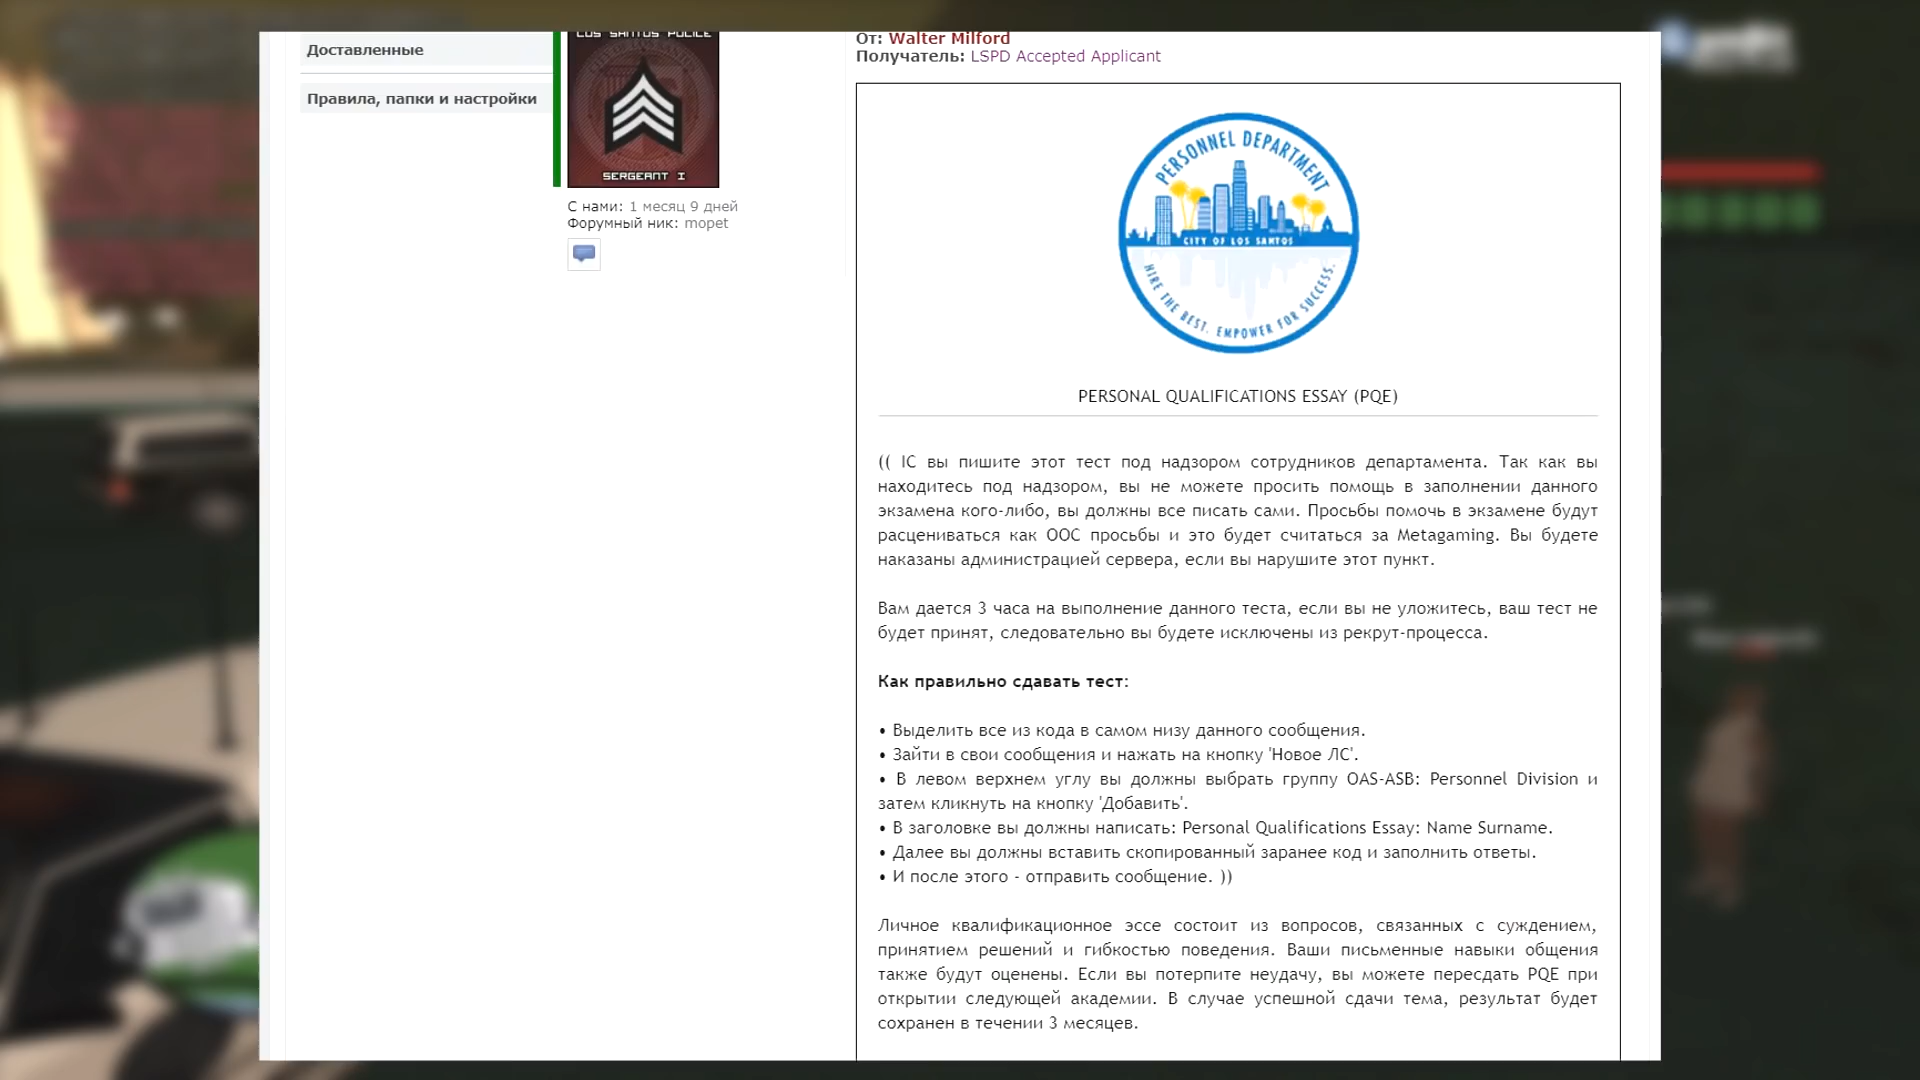 Доставленные
Правила, папки и настройки
LOS SANTOS POLICE
SERGEANT I
С нами: 1 месяц 9 дней
Форумный ник: mopet
От: Walter Milford
Получатель: LSPD Accepted Applicant
PERSONNEL DEPARTMENT
CITY OF LOS SANTOS
HIRE THE BEST. EMPOWER FOR SUCCESS.
PERSONAL QUALIFICATIONS ESSAY (PQE)
(( IC вы пишите этот тест под надзором сотрудников департамента. Так как вы
находитесь под надзором, вы не можете просить помощь в заполнении данного
экзамена кого-либо, вы должны все писать сами. Просьбы помочь в экзамене будут
расцениваться как ООС просьбы и это будет считаться за Metagaming. Вы будете
наказаны администрацией сервера, если вы нарушите этот пункт.
Вам дается 3 часа на выполнение данного теста, если вы не уложитесь, ваш тест не
будет принят, следовательно вы будете исключены из рекрут-процесса.
Как правильно сдавать тест:
• Выделить все из кода в самом низу данного сообщения.
• Зайти в свои сообщения и нажать на кнопку 'Новое ЛС'.
• В левом верхнем углу вы должны выбрать группу OAS-ASB: Personnel Division и
затем кликнуть на кнопку 'Добавить'.
• В заголовке вы должны написать: Personal Qualifications Essay: Name Surname.
• Далее вы должны вставить скопированный заранее код и заполнить ответы.
• И после этого - отправить сообщение. ))
Личное квалификационное эссе состоит из вопросов, связанных с суждением,
принятием решений и гибкостью поведения. Ваши письменные навыки общения
также будут оценены. Если вы потерпите неудачу, вы можете пересдать PQE при
открытии следующей академии. В случае успешной сдачи тема, результат будет
сохранен в течении 3 месяцев.